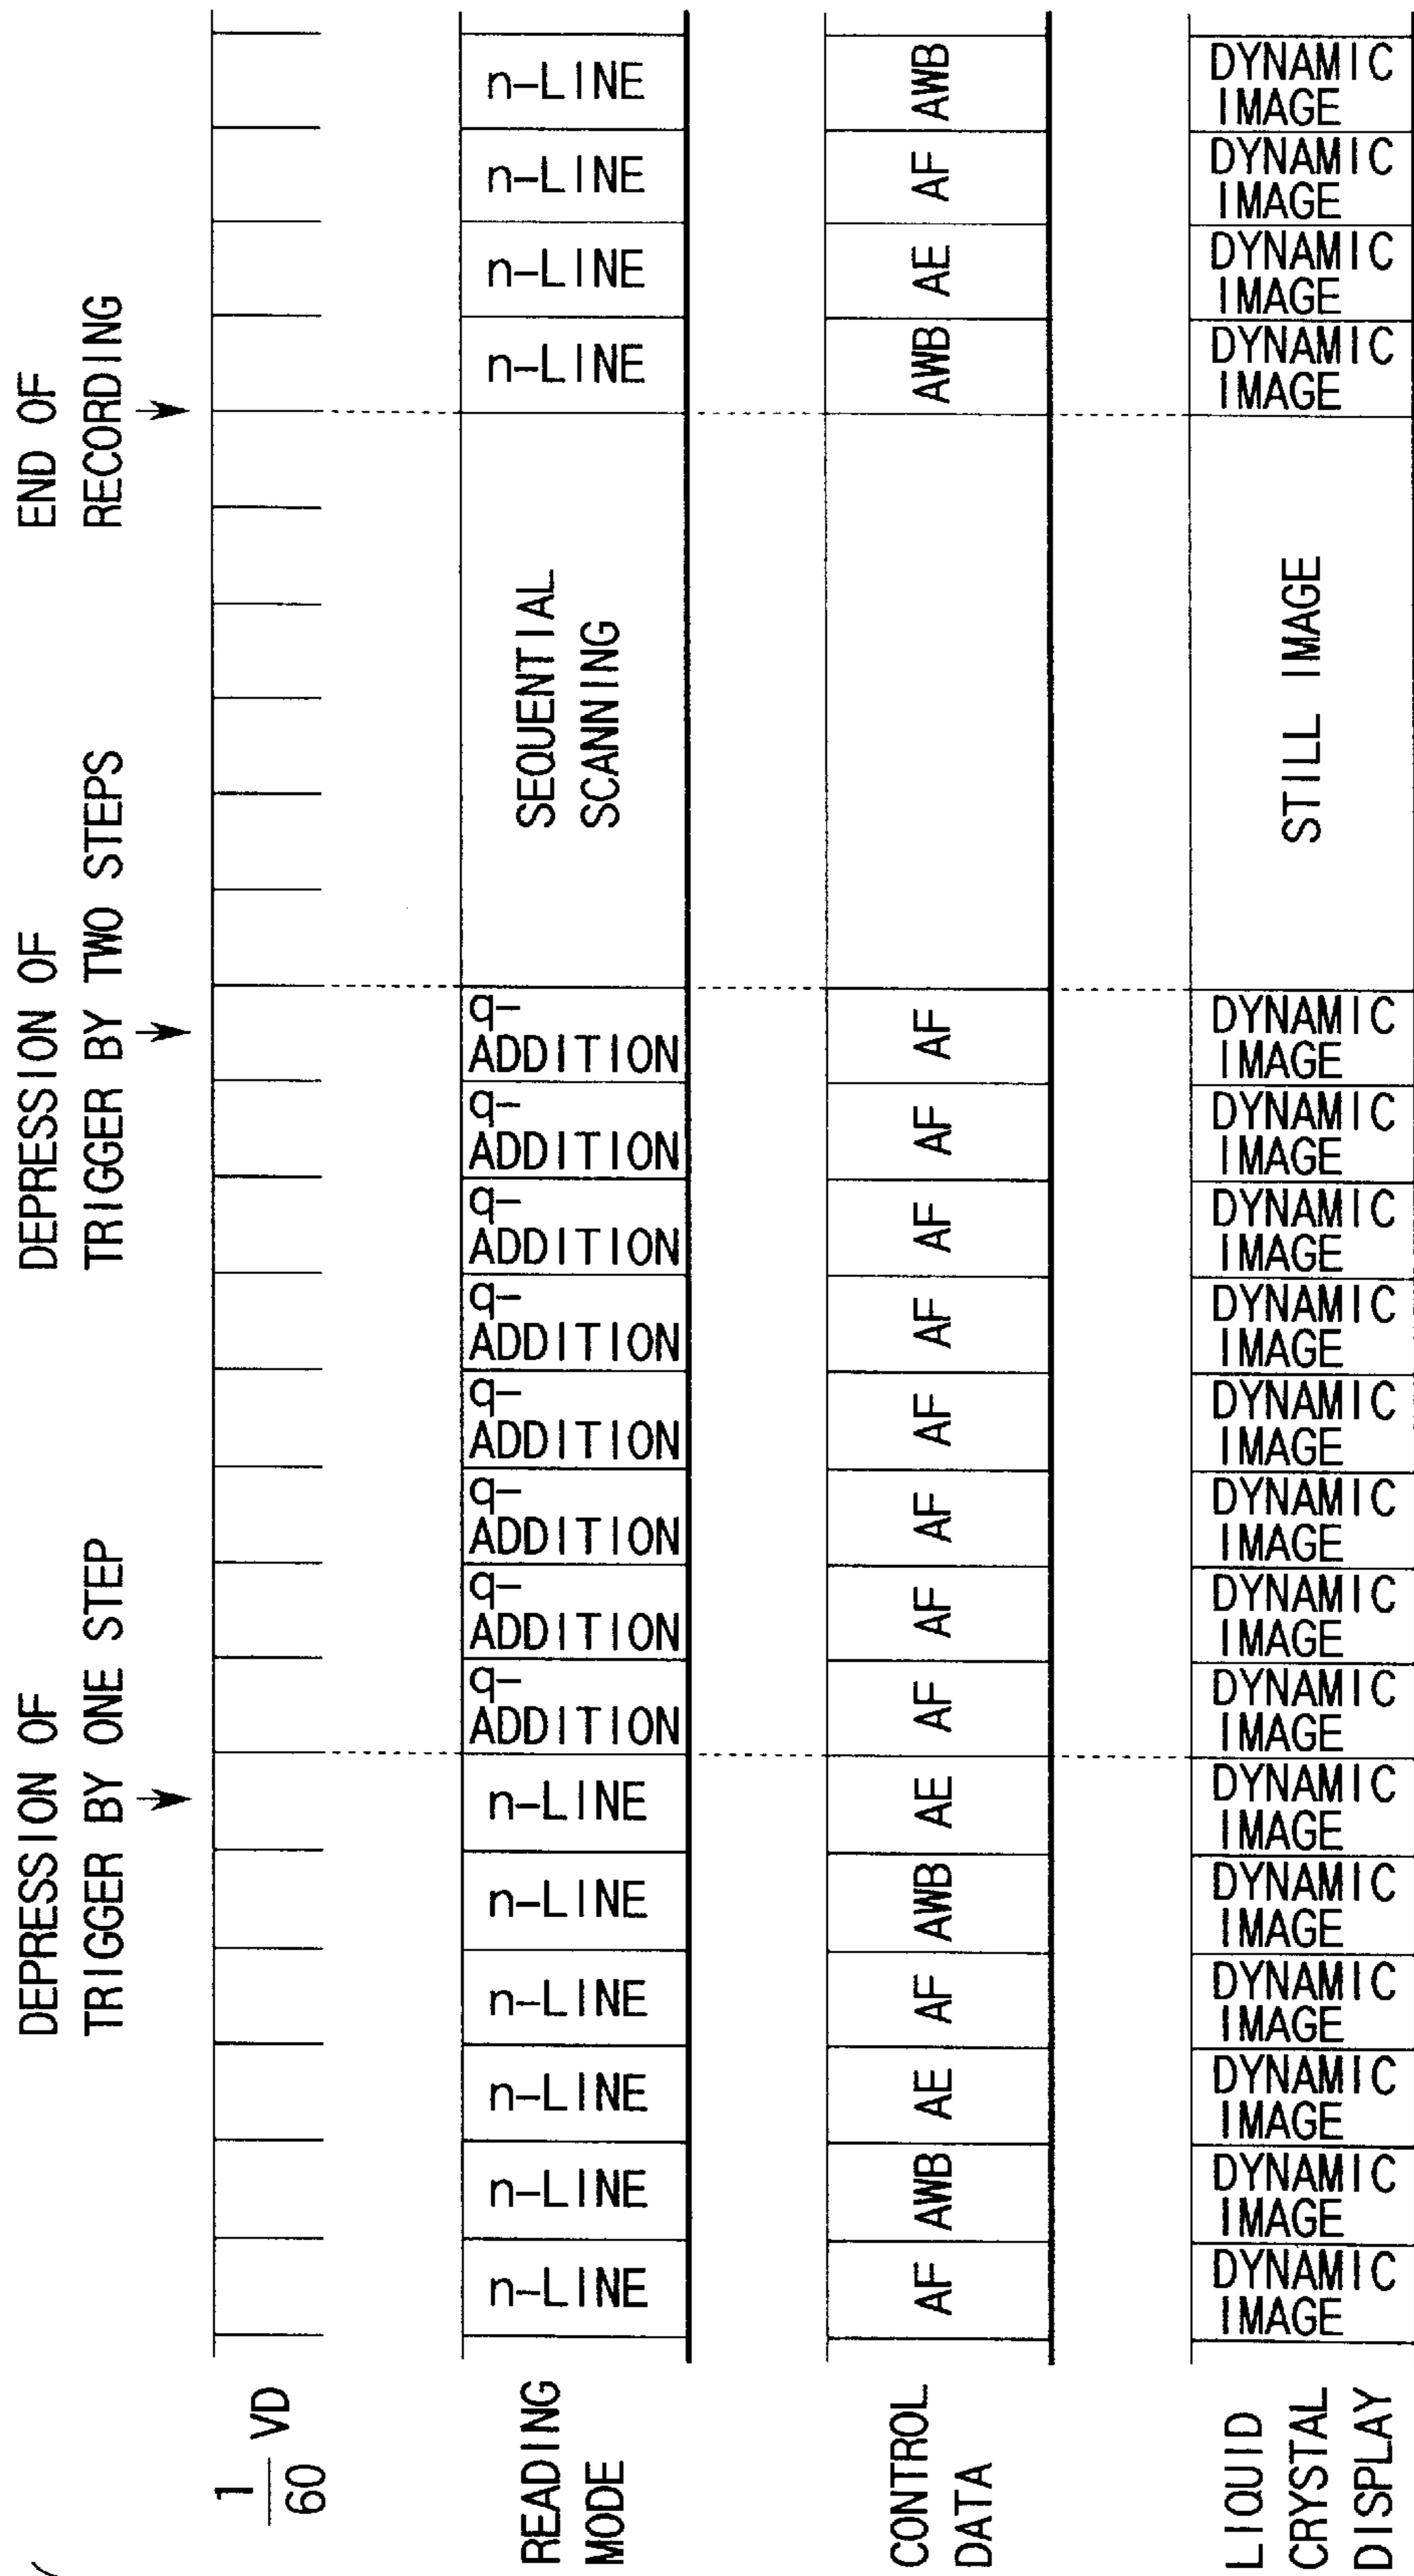 DEPRESSION OF
TRIGGER BY ONE STEP
DEPRESSION OF
TRIGGER BY TWO STEPS
END OF
RECORDING
1
60
VD
READING
MODE
n-LINE
n-LINE
n-LINE
n-LINE
n-LINE
n-LINE
q-
ADDITION
q-
ADDITION
q-
ADDITION
q-
ADDITION
q-
ADDITION
q-
ADDITION
q-
ADDITION
q-
ADDITION
SEQUENTIAL
SCANNING
n-LINE
n-LINE
n-LINE
n-LINE
CONTROL
DATA
AF
AWB
AE
AF
AWB
AE
AF
AF
AF
AF
AF
AF
AF
AF
AWB
AE
AF
AWB
LIQUID
CRYSTAL
DISPLAY
DYNAMIC
IMAGE
DYNAMIC
IMAGE
DYNAMIC
IMAGE
DYNAMIC
IMAGE
DYNAMIC
IMAGE
DYNAMIC
IMAGE
DYNAMIC
IMAGE
DYNAMIC
IMAGE
DYNAMIC
IMAGE
DYNAMIC
IMAGE
DYNAMIC
IMAGE
DYNAMIC
IMAGE
DYNAMIC
IMAGE
DYNAMIC
IMAGE
STILL IMAGE
DYNAMIC
IMAGE
DYNAMIC
IMAGE
DYNAMIC
IMAGE
DYNAMIC
IMAGE